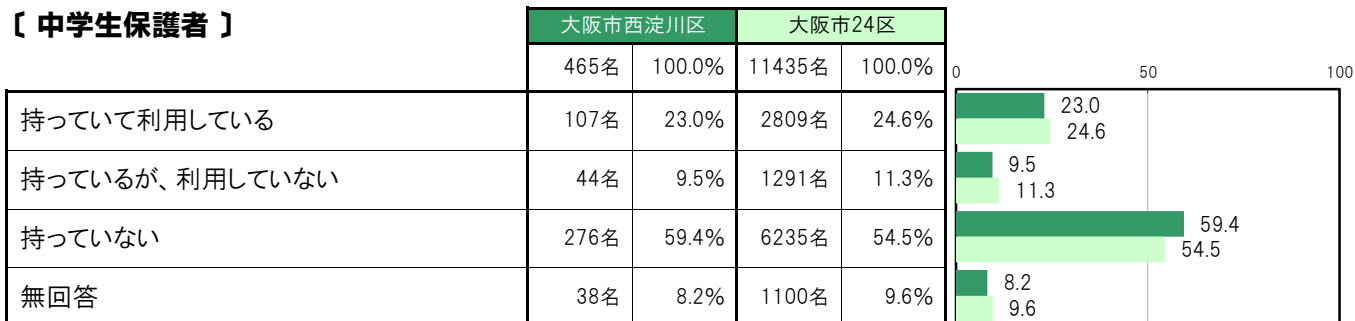 〔 中学生保護者 〕
大阪市西淀川区 大阪市24区
465名 100.0% 11435名 100.0%
0 50 100
持っていて利用している 107名 23.0% 2809名 24.6% 23.0
24.6
持っているが、利用していない 44名 9.5% 1291名 11.3% 9.5
11.3
持っていない 276名 59.4% 6235名 54.5% 59.4
54.5
無回答 38名 8.2% 1100名 9.6% 8.2
9.6